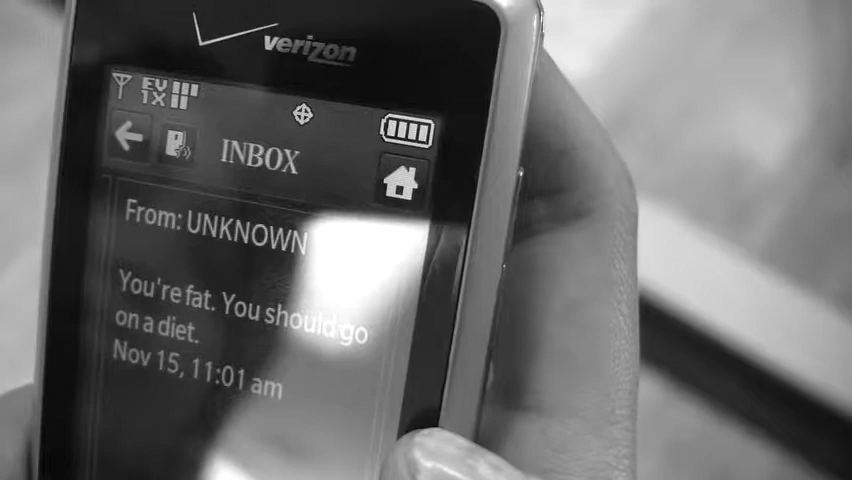 verizon
EV
1X
INBOX
From: UNKNOWN
You're fat. You should go
on a diet.
Nov 15, 11:01 am